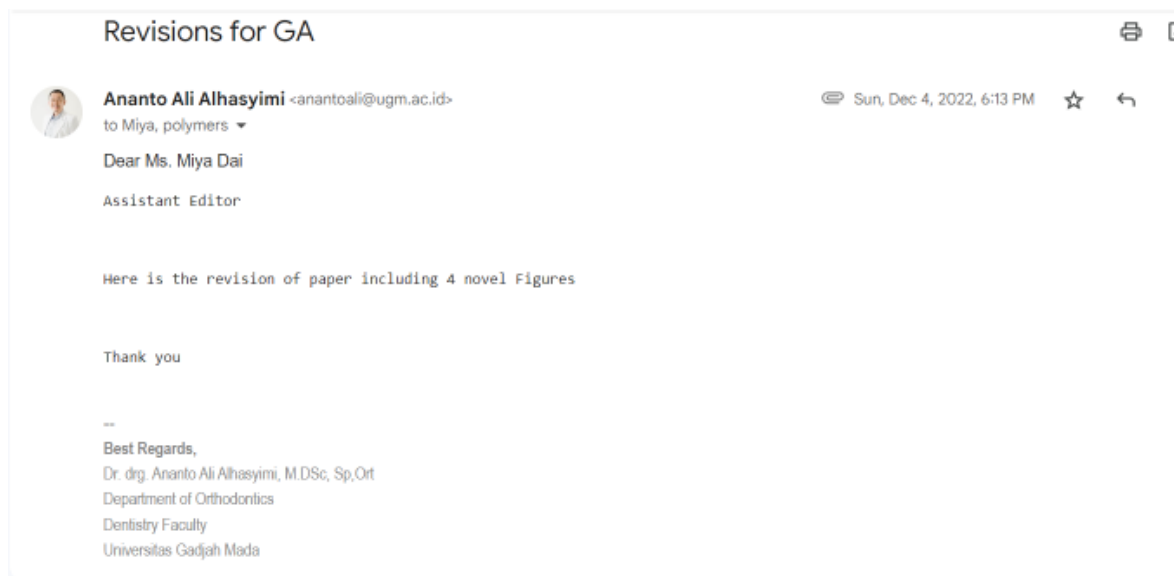 Revisions for GA
Ananto Ali Alhasyimi <anantoali@ugm.ac.id>
Sun, Dec 4, 2022, 6:13 PM
to Miya, polymers
Dear Ms. Miya Dai
Assistant Editor
Here is the revision of paper including 4 novel Figures
Thank you
--
Best Regards,
Dr. drg. Ananto Ali Alhasyimi, M.DSc, Sp,Ort
Department of Orthodontics
Dentistry Faculty
Universitas Gadjah Mada